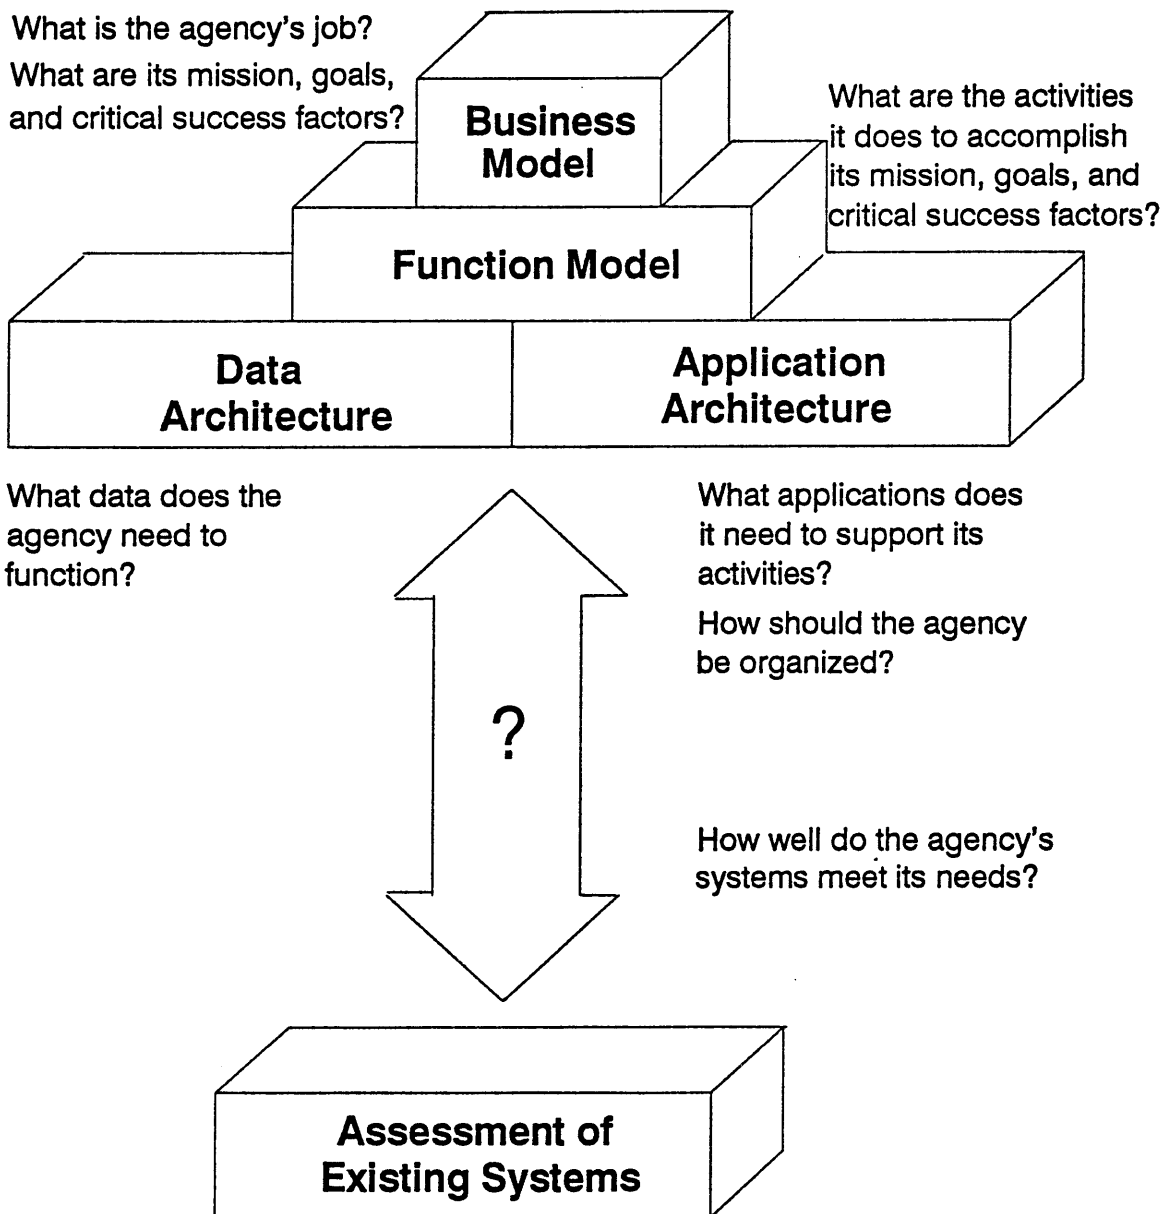 What is the agency's job?
What are its mission, goals,
and critical success factors?
Business
Model
What are the activities
it does to accomplish
its mission, goals, and
critical success factors?
Function Model
Data
Architecture
Application
Architecture
What data does the
agency need to
function?
What applications does
it need to support its
activities?
How should the agency
be organized?
?
How well do the agency's
systems meet its needs?
Assessment of
Existing Systems